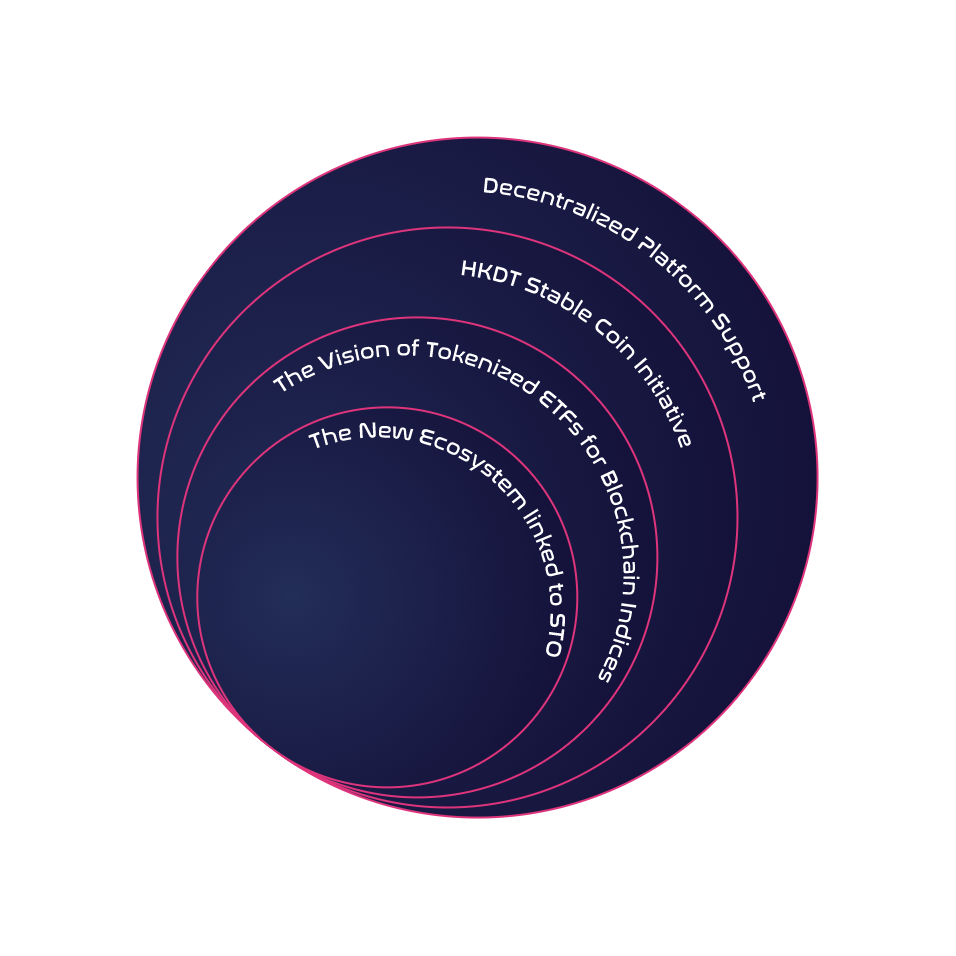 Decentralized Platform Support
HKDT Stable Coin Initiative
The Vision of Tokenized ETFs for Blockchain Indices
The New Ecosystem linked to STO